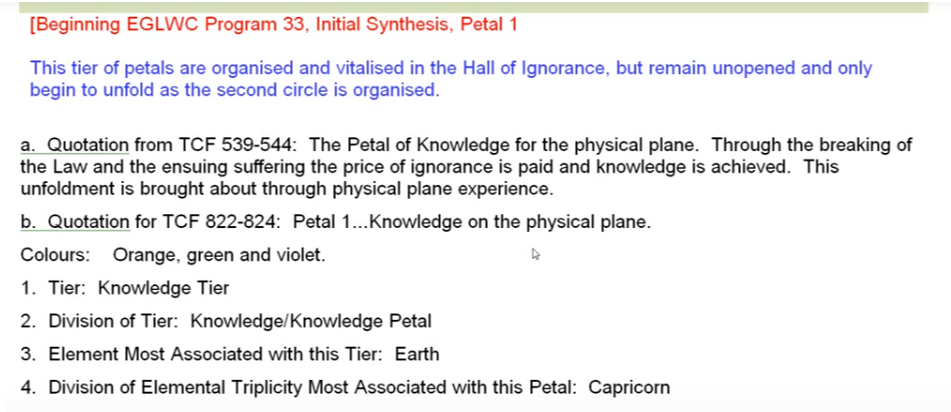 [Beginning EGLWC Program 33, Initial Synthesis, Petal 1
This tier of petals are organised and vitalised in the Hall of Ignorance, but remain unopened and only
begin to unfold as the second circle is organised.
a.  Quotation from TCF 539-544:  The Petal of Knowledge for the physical plane.  Through the breaking of
the Law and the ensuing suffering the price of ignorance is paid and knowledge is achieved.  This
unfoldment is brought about through physical plane experience.
b.  Quotation for TCF 822-824:  Petal 1...Knowledge on the physical plane.
Colours:    Orange, green and violet.
1.  Tier:  Knowledge Tier
2.  Division of Tier:  Knowledge/Knowledge Petal
3.  Element Most Associated with this Tier:  Earth
4.  Division of Elemental Triplicity Most Associated with this Petal:  Capricorn